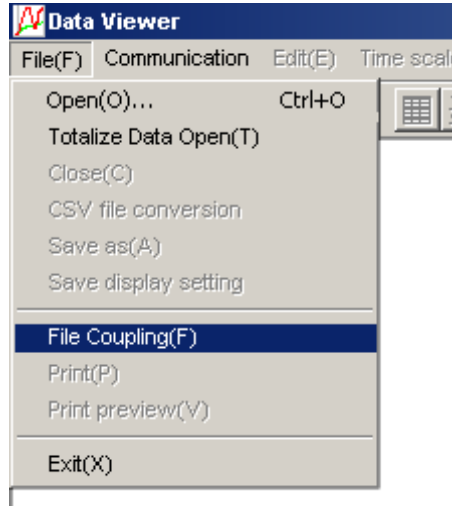 Data Viewer
File(F) Communication Edit(E) Time scal
Open(O)... Ctrl+O
Totalize Data Open(T)
Close(C)
CSV file conversion
Save as(A)
Save display setting
File Coupling(F)
Print(P)
Print preview(V)
Exit(X)